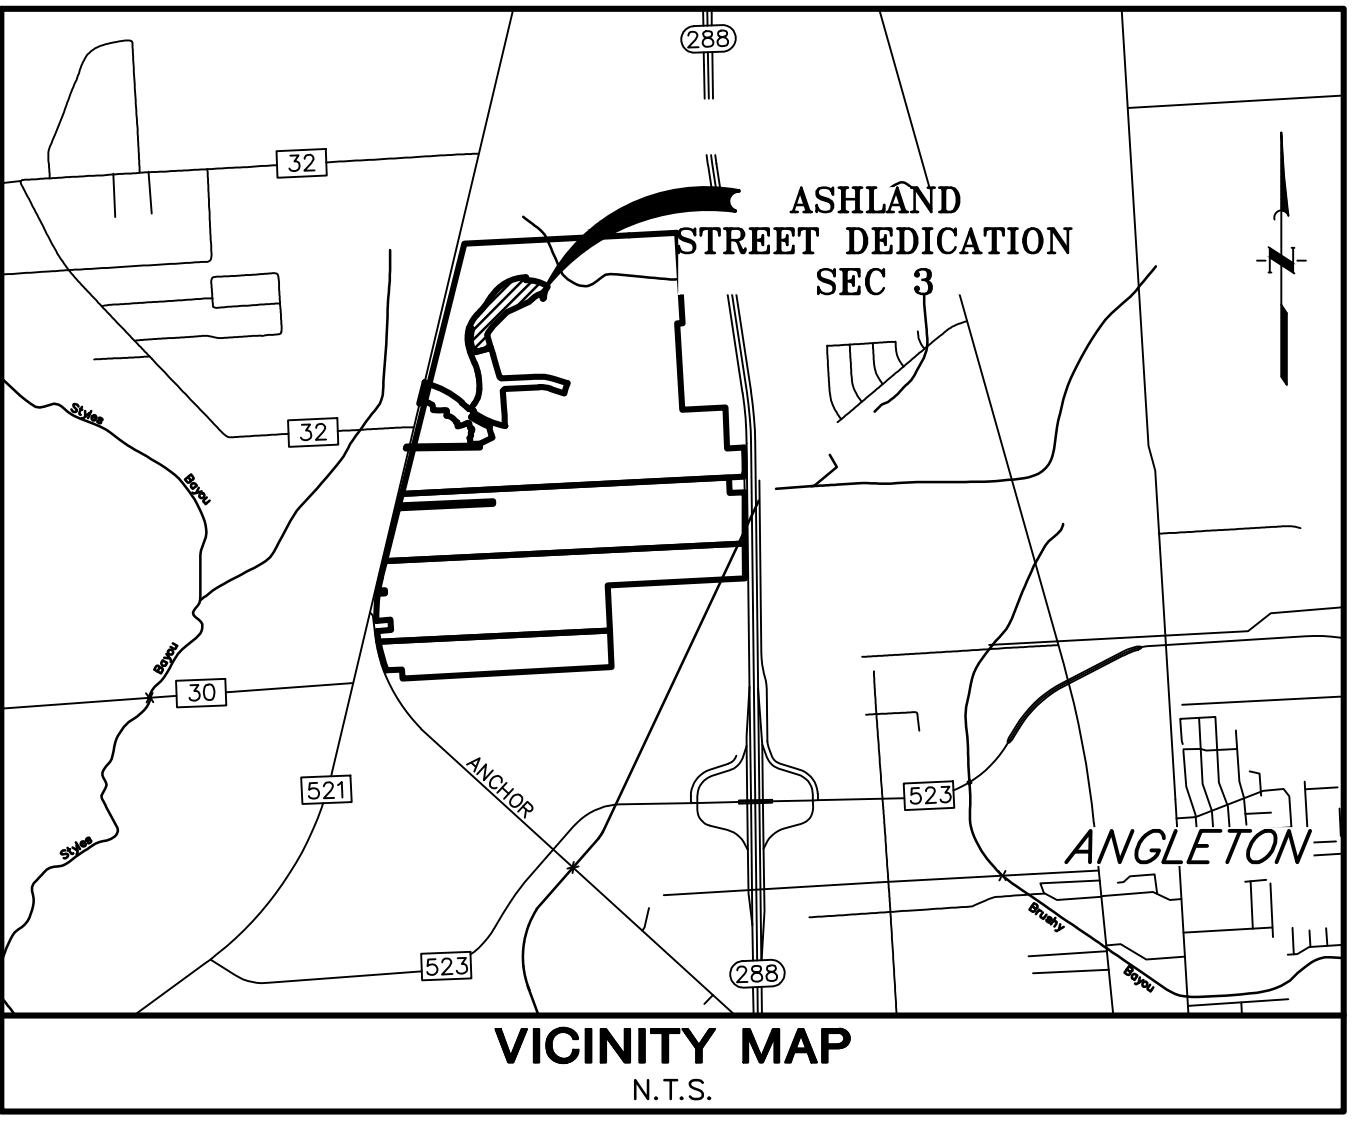 288
32
ASHLAND
STREET DEDICATION
SEC 3
N
32
Styles
Bayou
Bayou
30
521
ANCHOR
523
Styles
ANGLETON
Brushy
523
288
Bayou
VICINITY MAP
N.T.S.